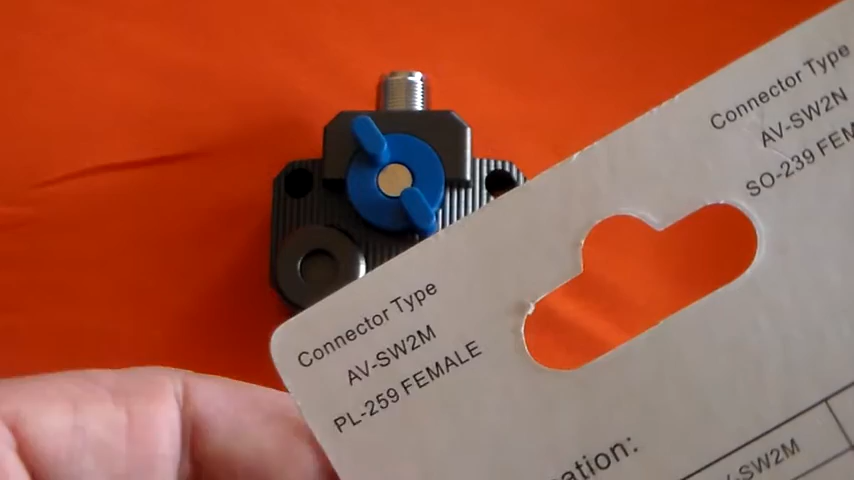 Connector Type
AV-SW2N
SO-239 FEM
Connector Type
AV-SW2M
PL-259 FEMALE
ation:
SW2M